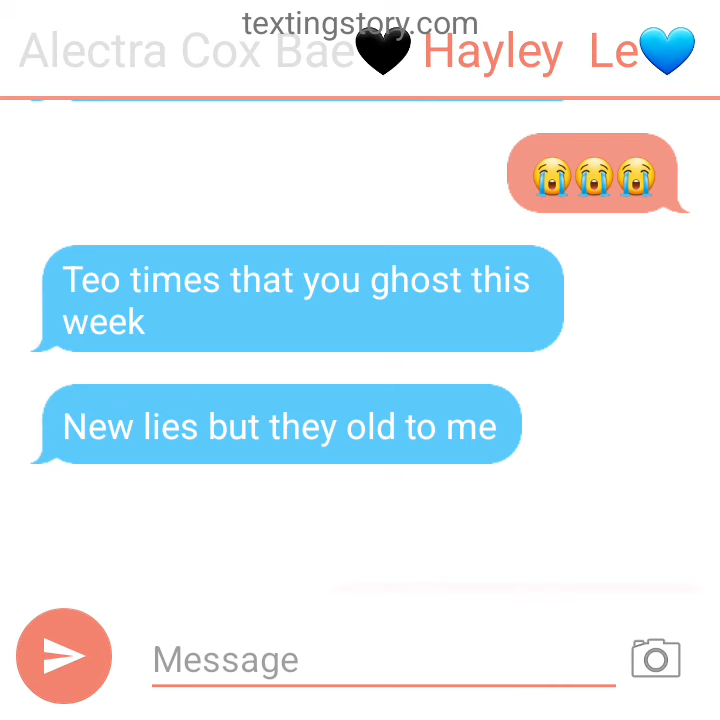 textingstory.com
Alectra Cox Bae🖤 Hayley Le💙
😭😭😭
Teo times that you ghost this
week
New lies but they old to me
Message